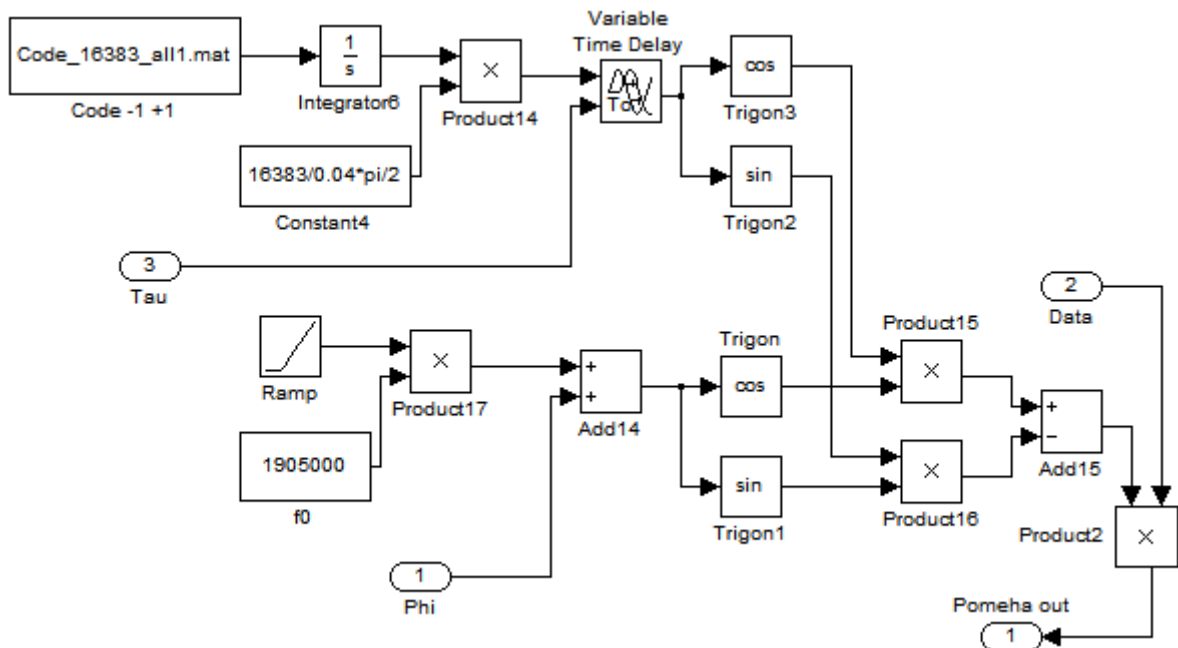 Code_16383_all1.mat
Code -1 +1
1
s
Integrator6
×
Product14
Variable
Time Delay
To
cos
Trigon3
sin
Trigon2
16383/0.04*pi/2
Constant4
3
Tau
2
Data
Ramp
×
Product17
1905000
f0
+
+
Add14
Trigon
cos
sin
Trigon1
Product15
×
×
Product16
+
−
Add15
Product2
×
1
Phi
Pomeha out
1